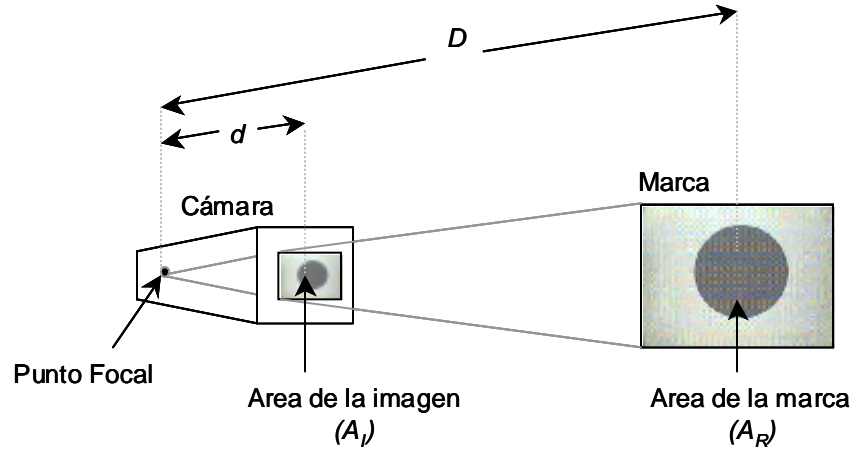 D
d
Marca
Cámara
Punto Focal
Area de la imagen
(A_I)
Area de la marca
(A_R)